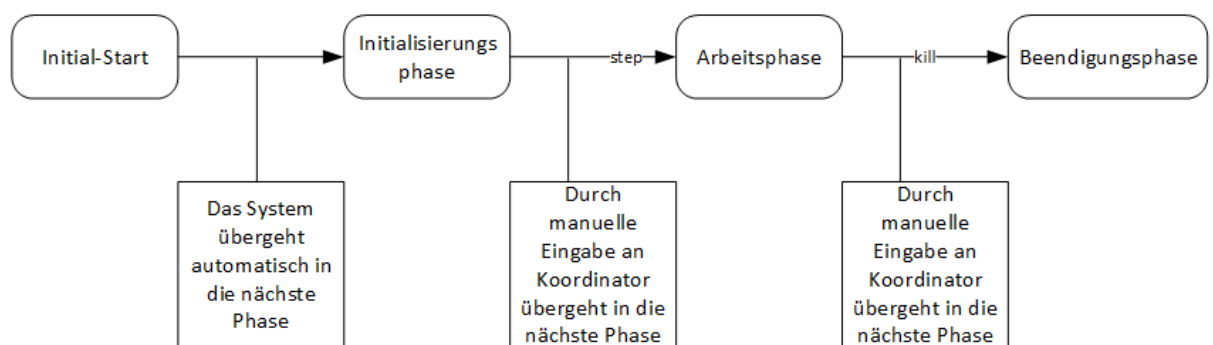 Initial-Start
Initialisierungs
phase
step
Arbeitsphase
kill
Beendigungsphase
Das System
übergeht
automatisch in
die nächste
Phase
Durch
manuelle
Eingabe an
Koordinator
übergeht in die
nächste Phase
Durch
manuelle
Eingabe an
Koordinator
übergeht in die
nächste Phase